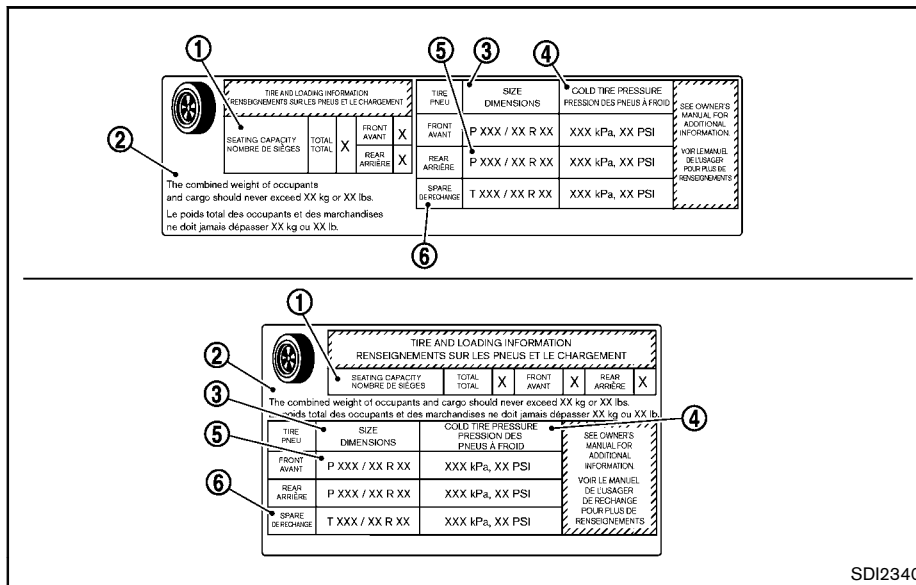 ①
③
④
⑤
②
⑥
TIRE AND LOADING INFORMATION
RENSEIGNEMENTS SUR LES PNEUS ET LE CHARGEMENT
SEATING CAPACITY
NOMBRE DE SIÈGES
TOTAL
TOTAL
X
FRONT
AVANT
X
REAR
ARRIÈRE
X
The combined weight of occupants
and cargo should never exceed XX kg or XX lbs.
Le poids total des occupants et des marchandises
ne doit jamais dépasser XX kg ou XX lb.
TIRE
PNEU
SIZE
DIMENSIONS
COLD TIRE PRESSURE
PRESSION DES PNEUS À FROID
FRONT
AVANT
P XXX / XX R XX
XXX kPa, XX PSI
REAR
ARRIÈRE
P XXX / XX R XX
XXX kPa, XX PSI
SPARE
DE RECHANGE
T XXX / XX R XX
XXX kPa, XX PSI
SEE OWNER'S
MANUAL FOR
ADDITIONAL
INFORMATION.
VOIR LE MANUEL
DE L'USAGER
POUR PLUS DE
RENSEIGNEMENTS
①
②
③
④
⑤
⑥
TIRE AND LOADING INFORMATION
RENSEIGNEMENTS SUR LES PNEUS ET LE CHARGEMENT
SEATING CAPACITY
NOMBRE DE SIÈGES
TOTAL
TOTAL
X
FRONT
AVANT
X
REAR
ARRIÈRE
X
The combined weight of occupants and cargo should never exceed XX kg or XX lbs.
poids total des occupants et des marchandises ne doit jamais dépasser XX kg ou XX lb.
TIRE
PNEU
SIZE
DIMENSIONS
COLD TIRE PRESSURE
PRESSION DES
PNEUS À FROID
FRONT
AVANT
P XXX / XX R XX
XXX kPa, XX PSI
REAR
ARRIÈRE
P XXX / XX R XX
XXX kPa, XX PSI
SPARE
DE RECHANGE
T XXX / XX R XX
XXX kPa, XX PSI
SEE OWNER'S
MANUAL FOR
ADDITIONAL
INFORMATION.
VOIR LE MANUEL
DE L'USAGER
DE RECHANGE
POUR PLUS DE
RENSEIGNEMENTS
SDI2340